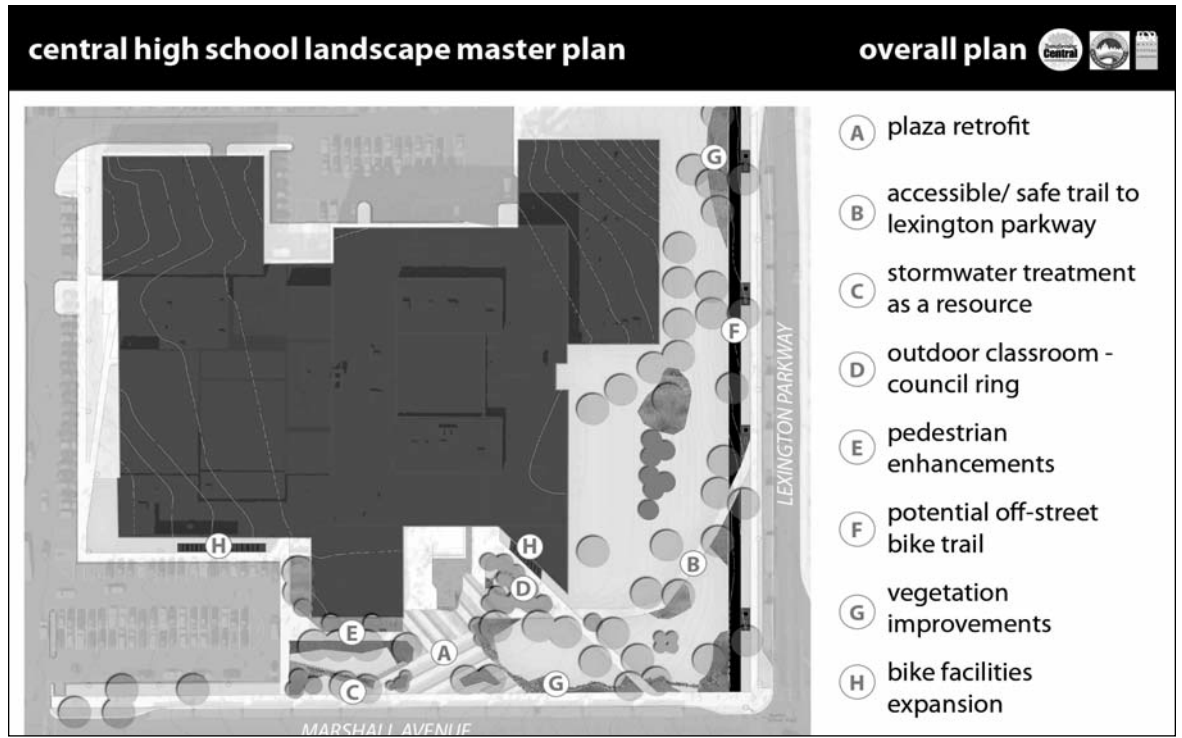 central high school landscape master plan
overall plan
Central
A plaza retrofit
B accessible/ safe trail to
lexington parkway
C stormwater treatment
as a resource
D outdoor classroom -
council ring
E pedestrian
enhancements
F potential off-street
bike trail
G vegetation
improvements
H bike facilities
expansion
G
F
LEXINGTON PARKWAY
H
H
B
D
E
A
C
G
MARSHALL AVENUE